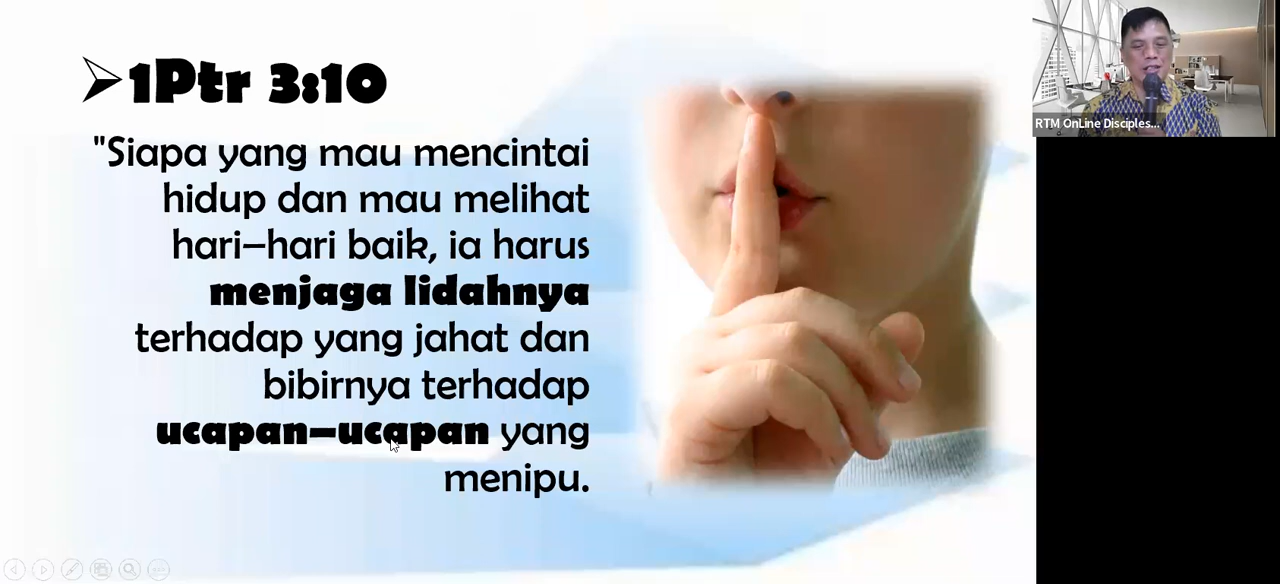 1Ptr 3:10
"Siapa yang mau mencintai
hidup dan mau melihat
hari–hari baik, ia harus
menjaga lidahnya
terhadap yang jahat dan
bibirnya terhadap
ucapan–ucapan yang
menipu.
RTM OnLine Disciples...